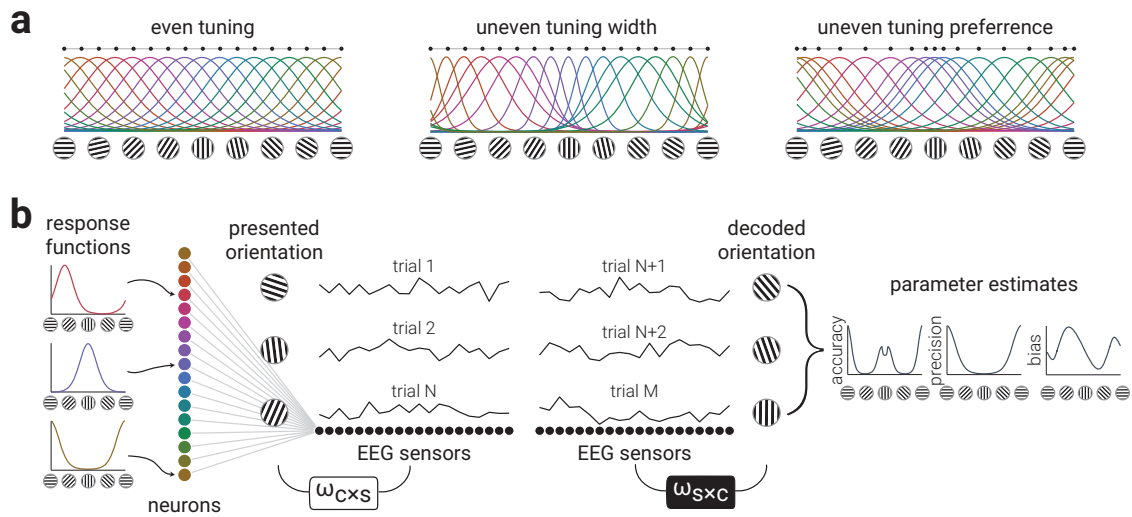 a
even tuning
uneven tuning width
uneven tuning preferrence
b
response
functions
presented
orientation
decoded
orientation
trial 1
trial N+1
trial 2
trial N+2
trial N
trial M
parameter estimates
accuracy
precision
bias
EEG sensors
EEG sensors
neurons
ωC×S
ωS×C